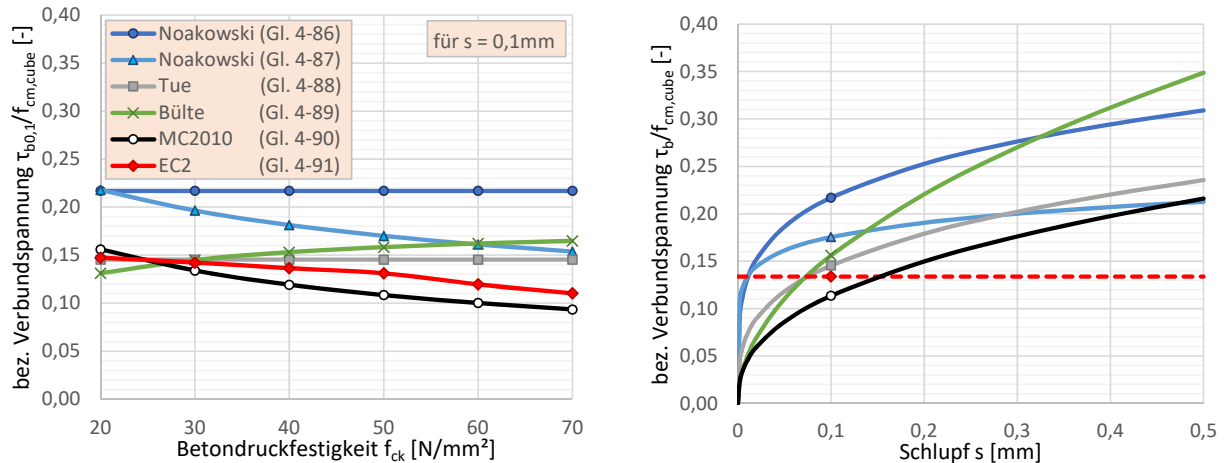 bez. Verbundspannung τb0,1/fcm,cube [-]
0,40
0,35
0,30
0,25
0,20
0,15
0,10
0,05
0,00
Noakowski (Gl. 4-86)
Noakowski (Gl. 4-87)
Tue (Gl. 4-88)
Bülte (Gl. 4-89)
MC2010 (Gl. 4-90)
EC2 (Gl. 4-91)
für s = 0,1mm
20 30 40 50 60 70
Betondruckfestigkeit fck [N/mm²]
bez. Verbundspannung τb/fcm,cube [-]
0,40
0,35
0,30
0,25
0,20
0,15
0,10
0,05
0,00
0 0,1 0,2 0,3 0,4 0,5
Schlupf s [mm]